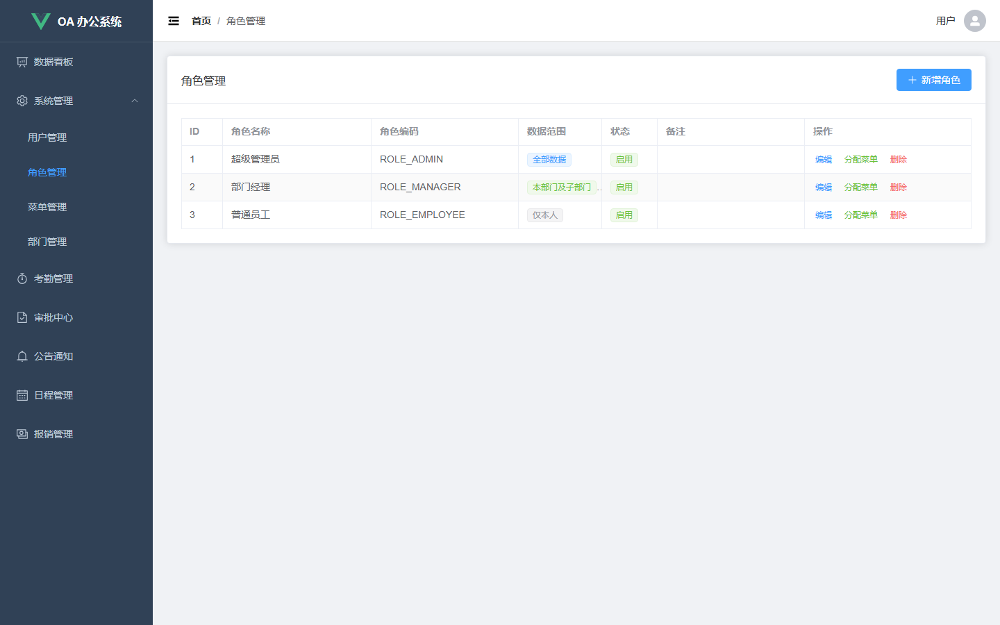 OA 办公系统
首页 / 角色管理
用户
数据看板
系统管理
用户管理
角色管理
菜单管理
部门管理
考勤管理
审批中心
公告通知
日程管理
报销管理
角色管理
新增角色
ID 角色名称 角色编码 数据范围 状态 备注 操作
1 超级管理员 ROLE_ADMIN 全部数据 启用 编辑 分配菜单 删除
2 部门经理 ROLE_MANAGER 本部门及子部门 … 启用 编辑 分配菜单 删除
3 普通员工 ROLE_EMPLOYEE 仅本人 启用 编辑 分配菜单 删除